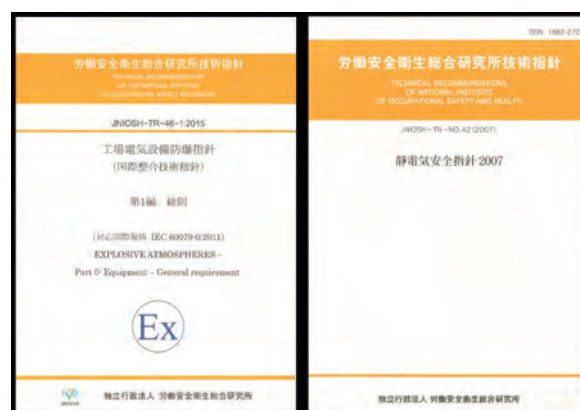 労働安全衛生総合研究所技術指針
TECHNICAL RECOMMENDATIONS
OF THE NATIONAL INSTITUTE
OF OCCUPATIONAL SAFETY AND HEALTH
JNIOSH-TR-46-1:2015
工場電気設備防爆指針
(国際整合技術指針)
第1編 総則
(対応国際規格 IEC 60079-0:2011)
EXPLOSIVE ATMOSPHERES -
Part 0: Equipment – General requirement
Ex
JNIOSH
独立行政法人 労働安全衛生総合研究所
労働安全衛生総合研究所技術指針
TECHNICAL RECOMMENDATIONS
OF NATIONAL INSTITUTE
OF OCCUPATIONAL SAFETY AND HEALTH
JNIOSH-TR-NO.42(2007)
静電気安全指針 2007
独立行政法人 労働安全衛生総合研究所